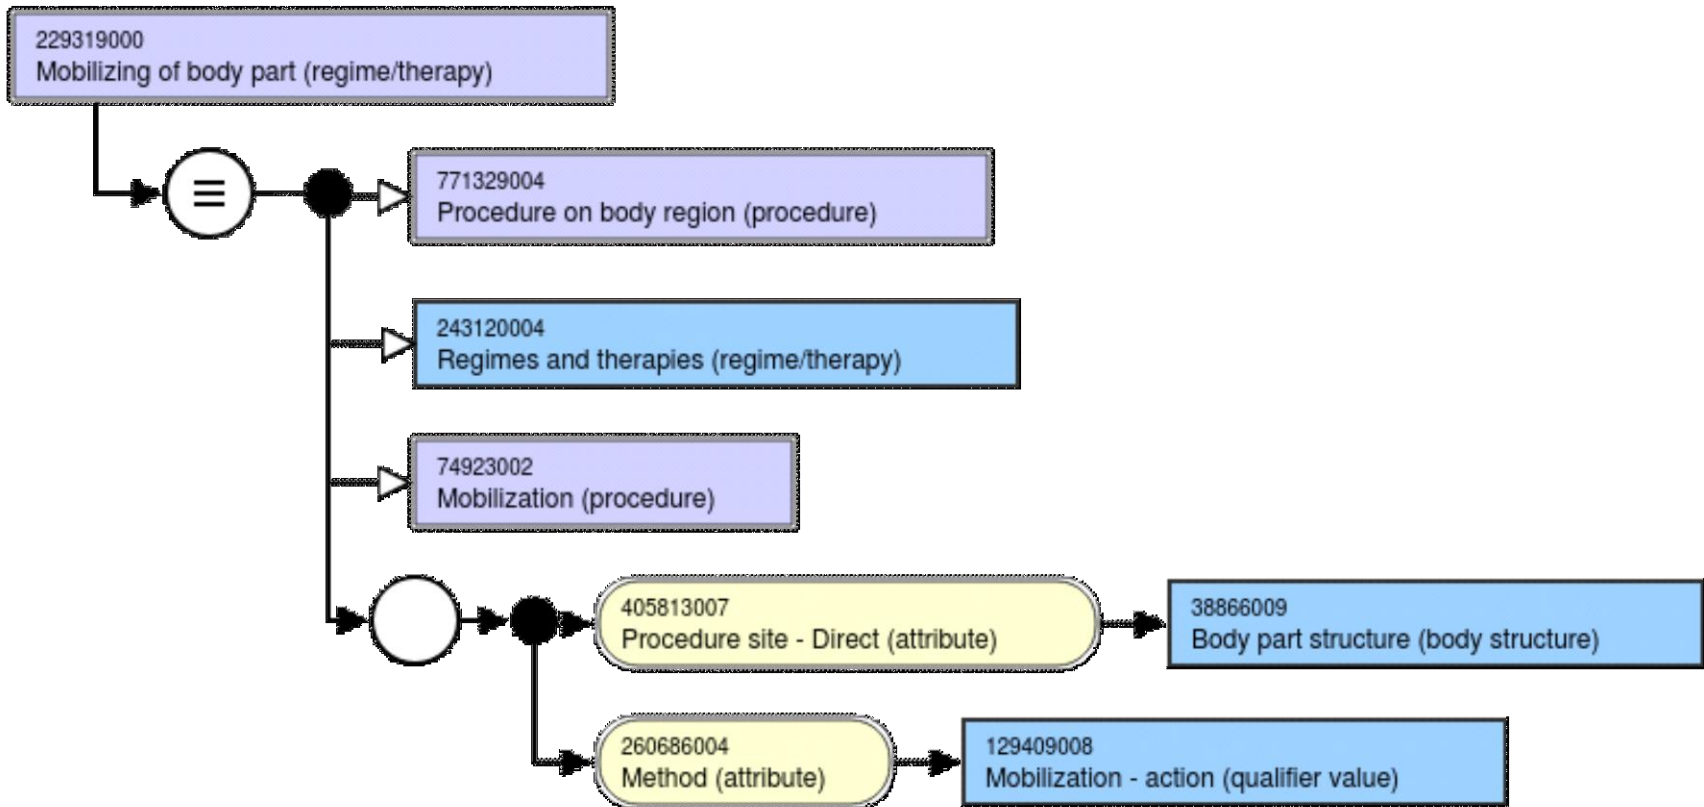 229319000
Mobilizing of body part (regime/therapy)
771329004
Procedure on body region (procedure)
243120004
Regimes and therapies (regime/therapy)
74923002
Mobilization (procedure)
405813007
Procedure site - Direct (attribute)
38866009
Body part structure (body structure)
260686004
Method (attribute)
129409008
Mobilization - action (qualifier value)